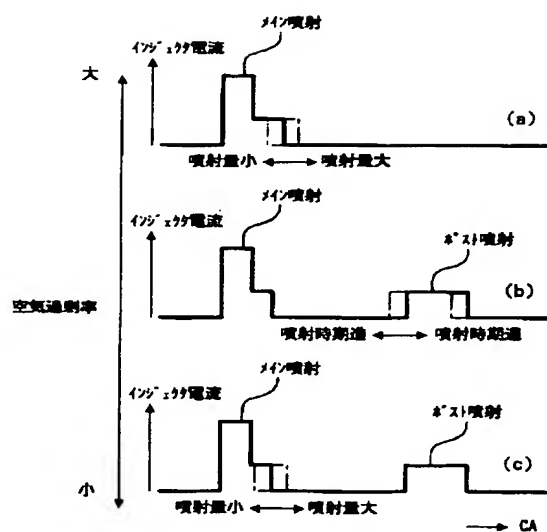 メイン噴射
インジェクタ電流
大
(a)
噴射量小 噴射量大
メイン噴射
インジェクタ電流
ポスト噴射
(b)
空気過剰率
噴射時期進 噴射時期進
メイン噴射
インジェクタ電流
ポスト噴射
(c)
小
噴射量小 噴射量大
CA